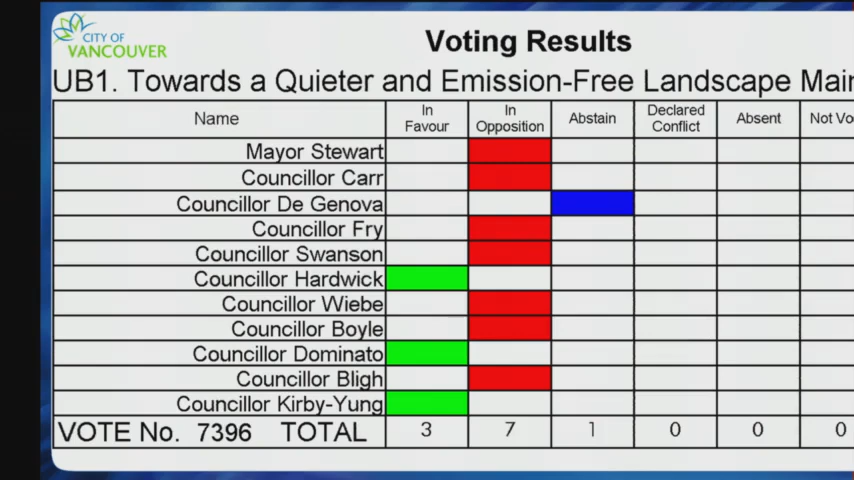 CITY OF
VANCOUVER
Voting Results
UB1. Towards a Quieter and Emission-Free Landscape Main
Name
In Favour
In Opposition
Abstain
Declared Conflict
Absent
Not Vo
Mayor Stewart
Councillor Carr
Councillor De Genova
Councillor Fry
Councillor Swanson
Councillor Hardwick
Councillor Wiebe
Councillor Boyle
Councillor Dominato
Councillor Bligh
Councillor Kirby-Yung
VOTE No. 7396 TOTAL 3 7 1 0 0 0